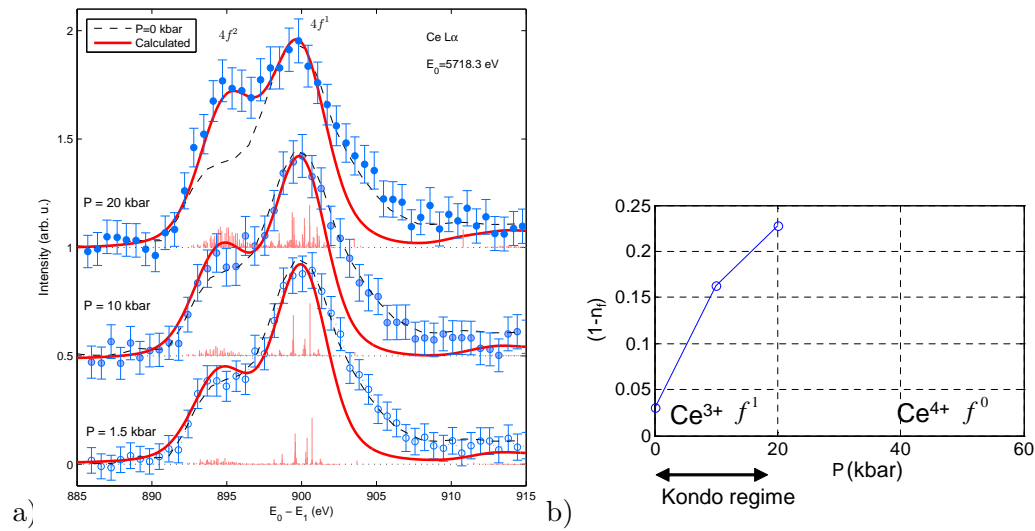 P=0 kbar
Calculated
4f²
4f¹
Ce Lα
E₀=5718.3 eV
2
1.5
1
0.5
0
Intensity (arb. u.)
P = 20 kbar
P = 10 kbar
P = 1.5 kbar
885 890 895 900 905 910 915
E₀ − E₁ (eV)
a)
0.25
0.2
0.15
0.1
0.05
0
(1-nf)
Ce³⁺ f¹
Ce⁴⁺ f⁰
0 20 40 60
P (kbar)
Kondo regime
b)